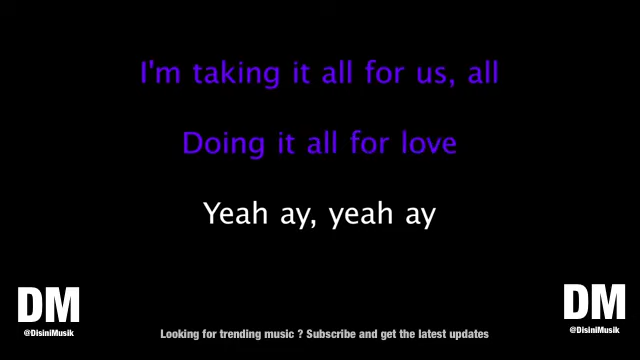 I'm taking it all for us, all
Doing it all for love
Yeah ay, yeah ay
DM
@DisiniMusik
DM
@DisiniMusik
Looking for trending music ? Subscribe and get the latest updates